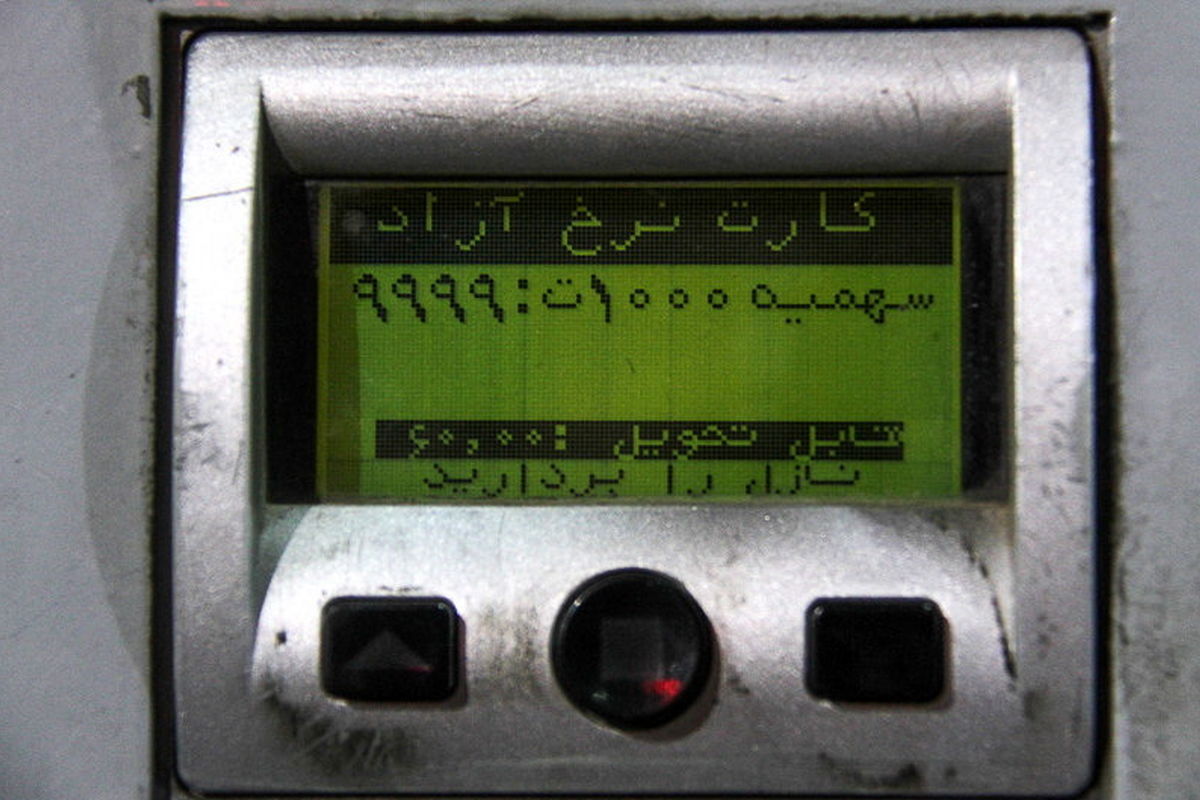 کارت نرخ آزاد
سهمیه ۱۰۰۰ت:۹۹۹۹
قابل تحویل :۶۰,۰۰
نازل را بردارید